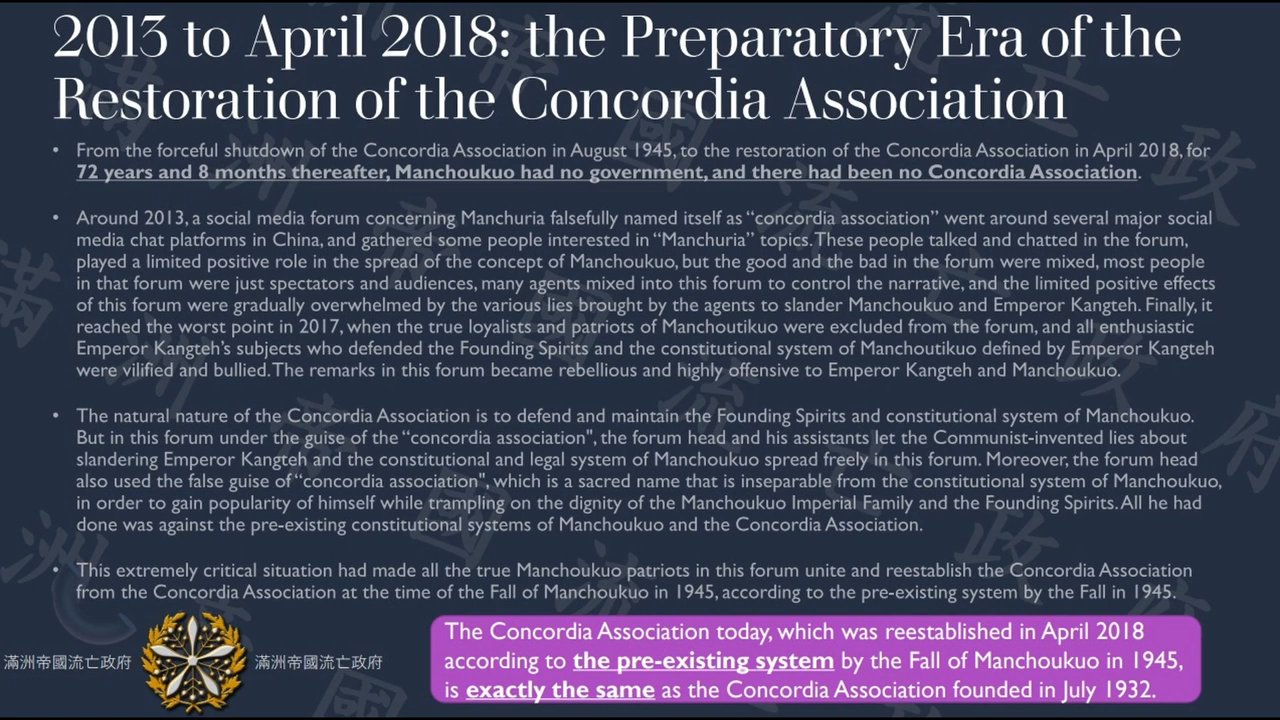 2013 to April 2018: the Preparatory Era of the
Restoration of the Concordia Association
• From the forceful shutdown of the Concordia Association in August 1945, to the restoration of the Concordia Association in April 2018, for
72 years and 8 months thereafter, Manchoukuo had no government, and there had been no Concordia Association.
• Around 2013, a social media forum concerning Manchuria falsefully named itself as “concordia association” went around several major social
media chat platforms in China, and gathered some people interested in “Manchuria” topics. These people talked and chatted in the forum,
played a limited positive role in the spread of the concept of Manchoukuo, but the good and the bad in the forum were mixed, most people
in that forum were just spectators and audiences, many agents mixed into this forum to control the narrative, and the limited positive effects
of this forum were gradually overwhelmed by the various lies brought by the agents to slander Manchoukuo and Emperor Kangteh. Finally, it
reached the worst point in 2017, when the true loyalists and patriots of Manchoutikuo were excluded from the forum, and all enthusiastic
Emperor Kangteh’s subjects who defended the Founding Spirits and the constitutional system of Manchoutikuo defined by Emperor Kangteh
were vilified and bullied. The remarks in this forum became rebellious and highly offensive to Emperor Kangteh and Manchoukuo.
• The natural nature of the Concordia Association is to defend and maintain the Founding Spirits and constitutional system of Manchoukuo.
But in this forum under the guise of the “concordia association", the forum head and his assistants let the Communist-invented lies about
slandering Emperor Kangteh and the constitutional and legal system of Manchoukuo spread freely in this forum. Moreover, the forum head
also used the false guise of “concordia association", which is a sacred name that is inseparable from the constitutional system of Manchoukuo,
in order to gain popularity of himself while trampling on the dignity of the Manchoukuo Imperial Family and the Founding Spirits. All he had
done was against the pre-existing constitutional systems of Manchoukuo and the Concordia Association.
• This extremely critical situation had made all the true Manchoukuo patriots in this forum unite and reestablish the Concordia Association
from the Concordia Association at the time of the Fall of Manchoukuo in 1945, according to the pre-existing system by the Fall in 1945.
滿洲帝國流亡政府
滿洲帝國流亡政府
The Concordia Association today, which was reestablished in April 2018
according to the pre-existing system by the Fall of Manchoukuo in 1945,
is exactly the same as the Concordia Association founded in July 1932.